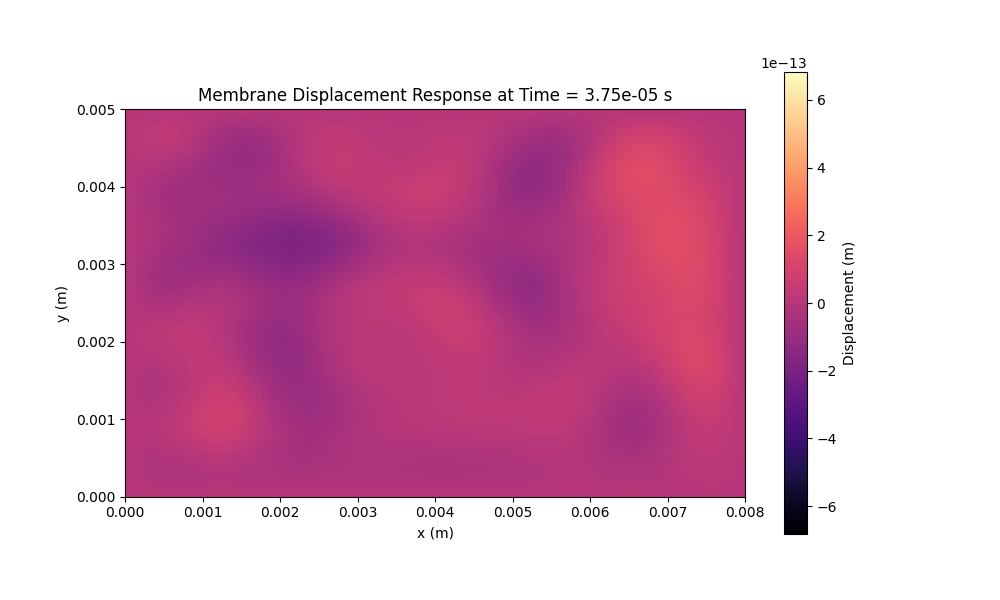 1e−13
Membrane Displacement Response at Time = 3.75e-05 s
0.005
0.004
0.003
0.002
0.001
0.000
y (m)
0.000 0.001 0.002 0.003 0.004 0.005 0.006 0.007 0.008
x (m)
6
4
2
0
−2
−4
−6
Displacement (m)